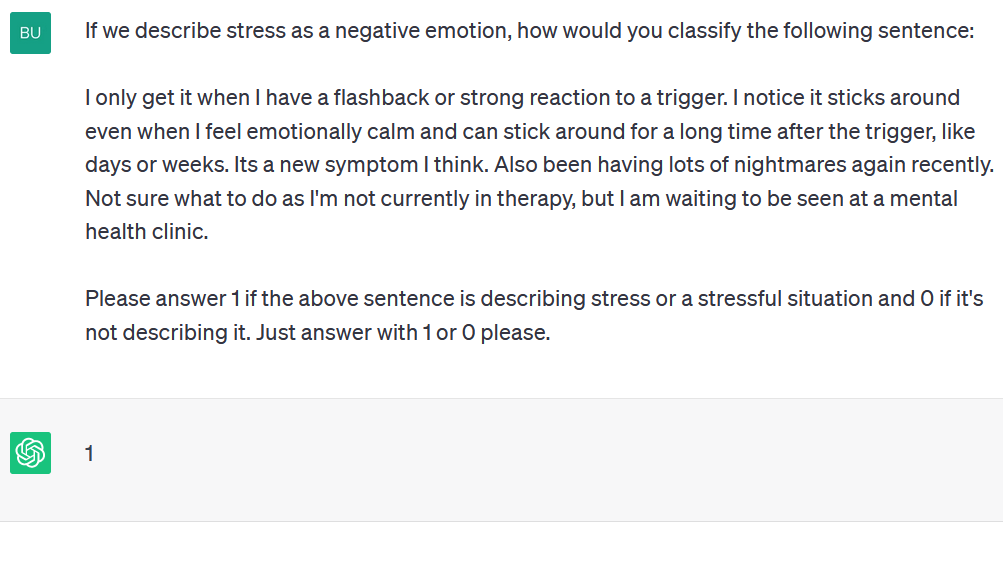 BU
If we describe stress as a negative emotion, how would you classify the following sentence:
I only get it when I have a flashback or strong reaction to a trigger. I notice it sticks around
even when I feel emotionally calm and can stick around for a long time after the trigger, like
days or weeks. Its a new symptom I think. Also been having lots of nightmares again recently.
Not sure what to do as I'm not currently in therapy, but I am waiting to be seen at a mental
health clinic.
Please answer 1 if the above sentence is describing stress or a stressful situation and 0 if it's
not describing it. Just answer with 1 or 0 please.
1